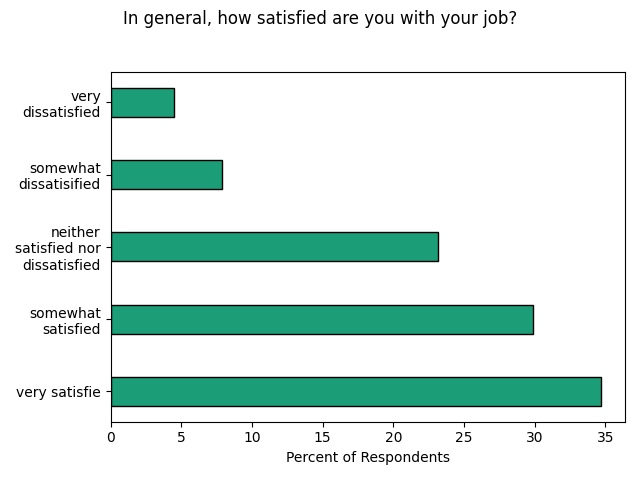 In general, how satisfied are you with your job?
very
dissatisfied
somewhat
dissatisified
neither
satisfied nor
dissatisfied
somewhat
satisfied
very satisfie
0 5 10 15 20 25 30 35
Percent of Respondents